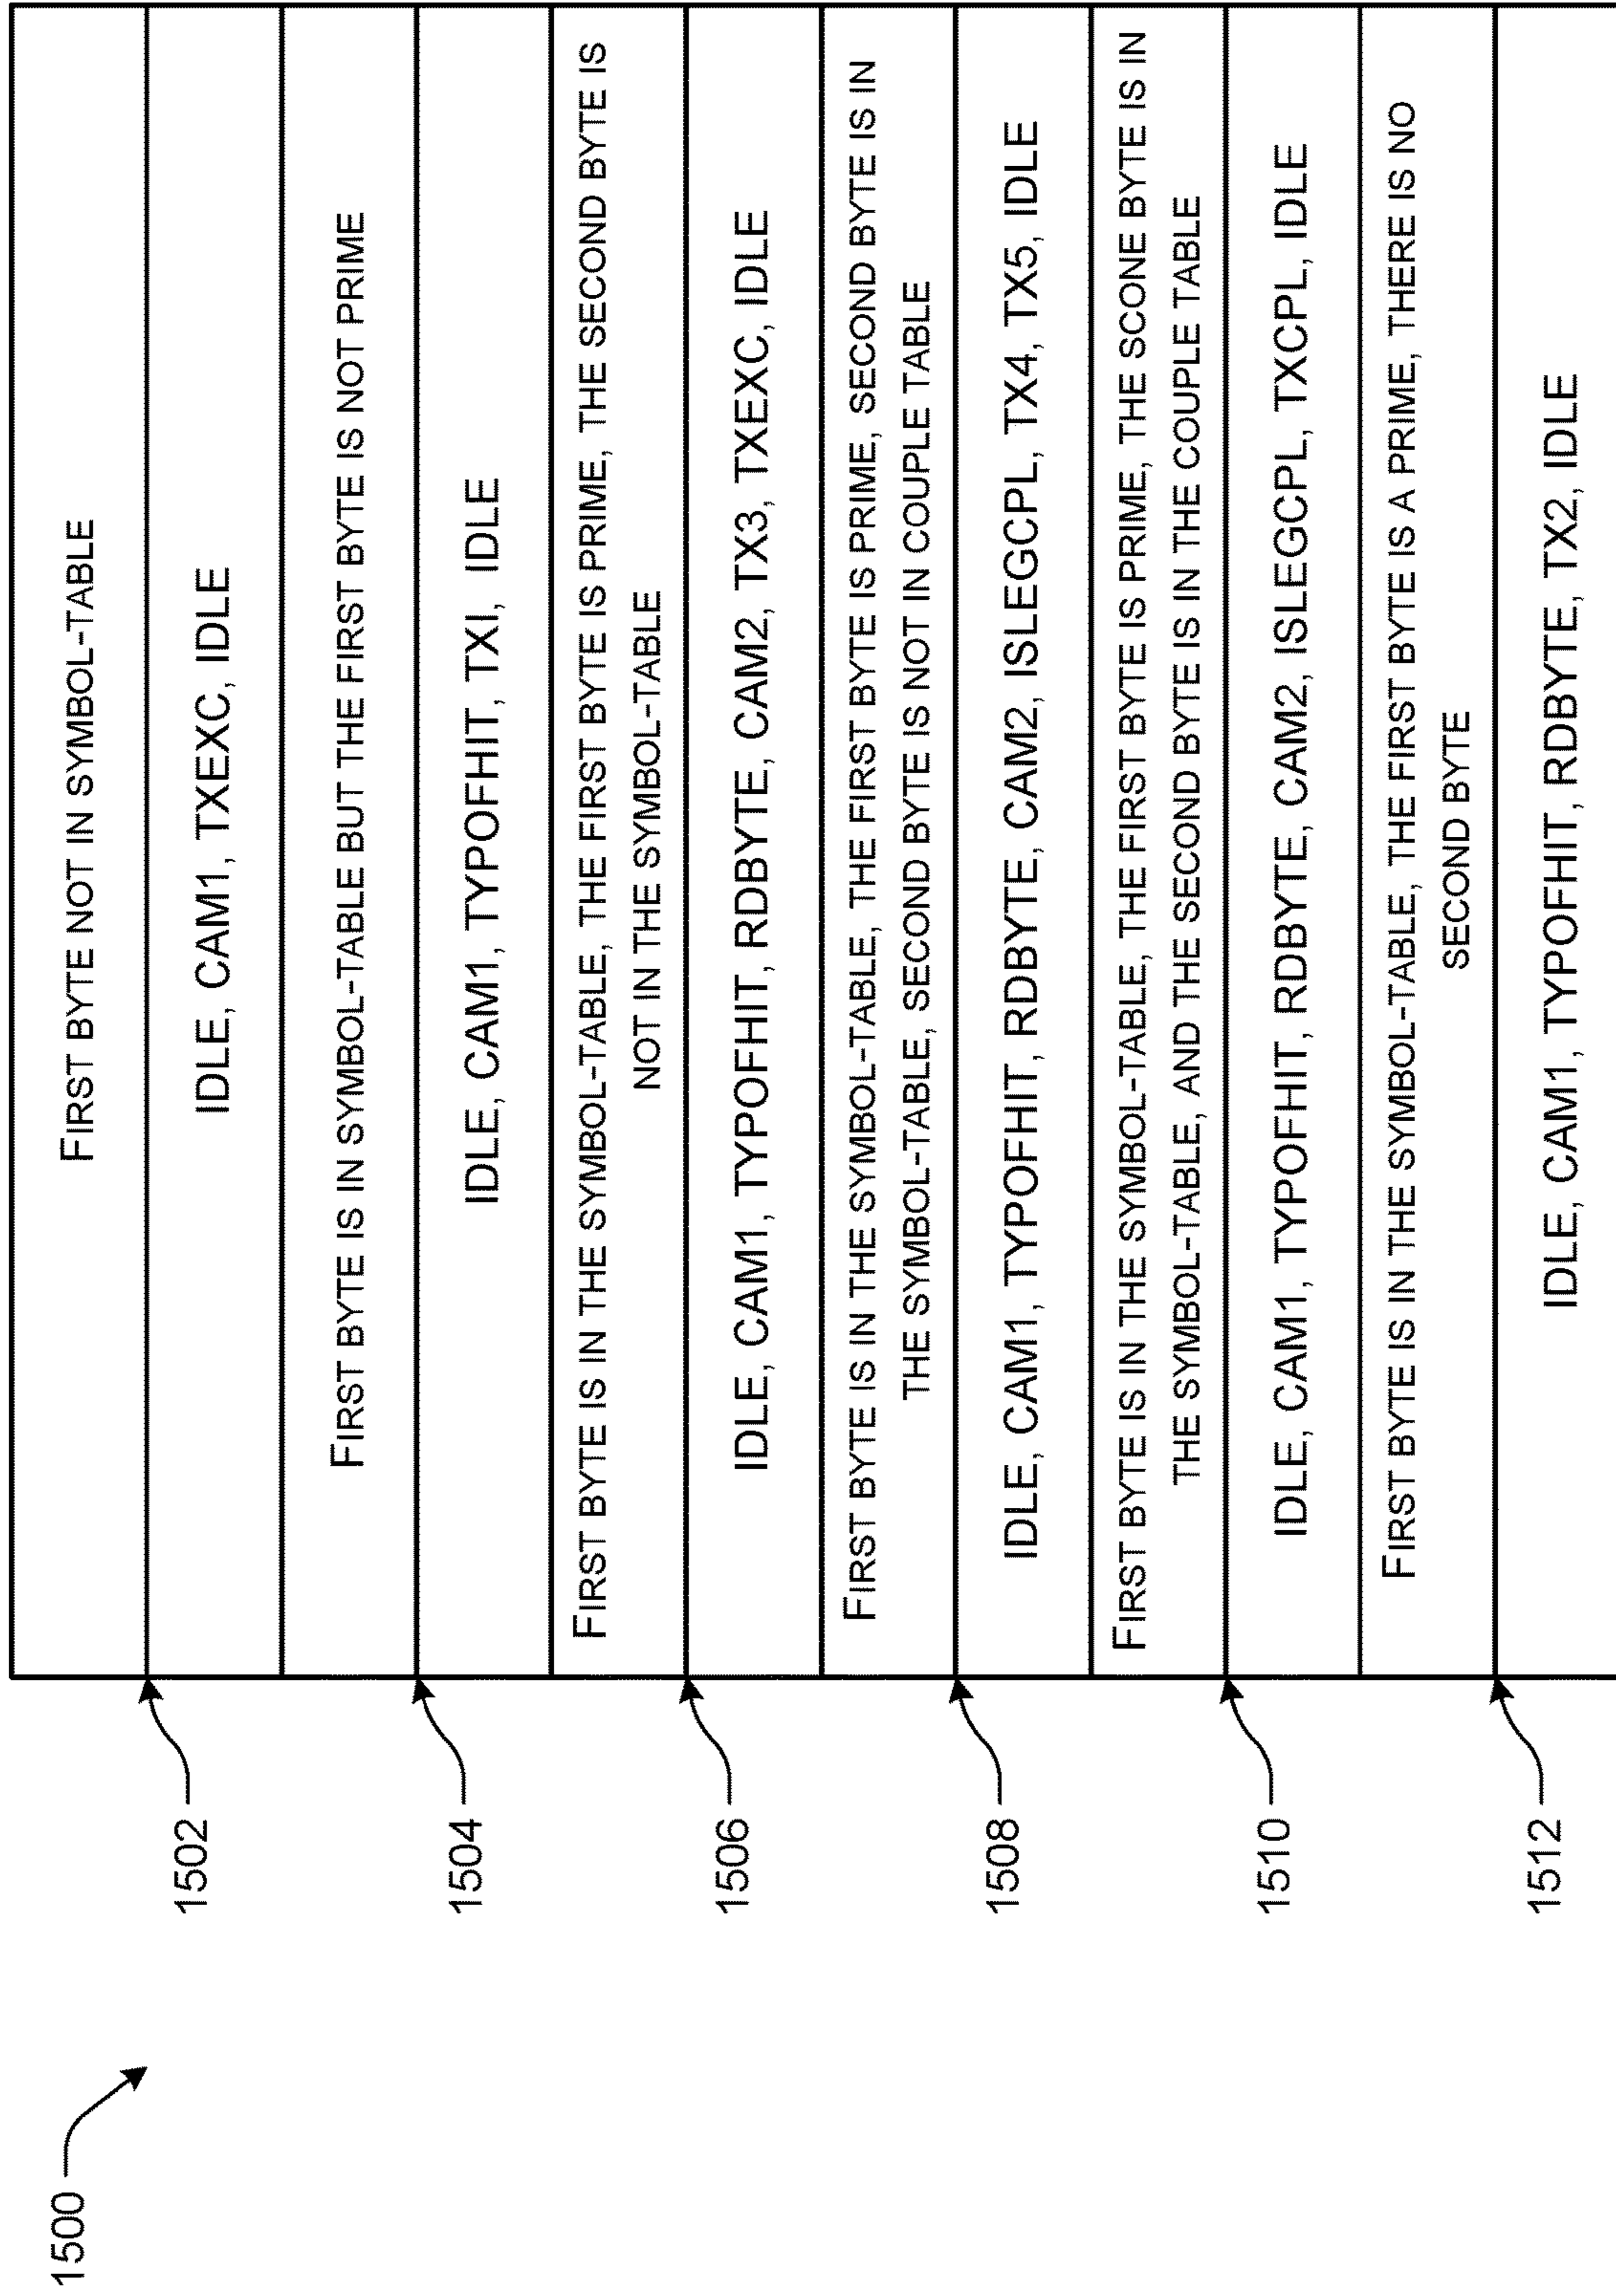 1500
FIRST BYTE NOT IN SYMBOL-TABLE
1502
IDLE, CAM1, TXEXC, IDLE
FIRST BYTE IS IN SYMBOL-TABLE BUT THE FIRST BYTE IS NOT PRIME
1504
IDLE, CAM1, TYPOFHIT, TXI, IDLE
FIRST BYTE IS IN THE SYMBOL-TABLE, THE FIRST BYTE IS PRIME, THE SECOND BYTE IS
NOT IN THE SYMBOL-TABLE
1506
IDLE, CAM1, TYPOFHIT, RDBYTE, CAM2, TX3, TXEXC, IDLE
FIRST BYTE IS IN THE SYMBOL-TABLE, THE FIRST BYTE IS PRIME, SECOND BYTE IS IN
THE SYMBOL-TABLE, SECOND BYTE IS NOT IN COUPLE TABLE
1508
IDLE, CAM1, TYPOFHIT, RDBYTE, CAM2, ISLEGCPL, TX4, TX5, IDLE
FIRST BYTE IS IN THE SYMBOL-TABLE, THE FIRST BYTE IS PRIME, THE SCONE BYTE IS IN
THE SYMBOL-TABLE, AND THE SECOND BYTE IS IN THE COUPLE TABLE
1510
IDLE, CAM1, TYPOFHIT, RDBYTE, CAM2, ISLEGCPL, TXCPL, IDLE
FIRST BYTE IS IN THE SYMBOL-TABLE, THE FIRST BYTE IS A PRIME, THERE IS NO
SECOND BYTE
1512
IDLE, CAM1, TYPOFHIT, RDBYTE, TX2, IDLE